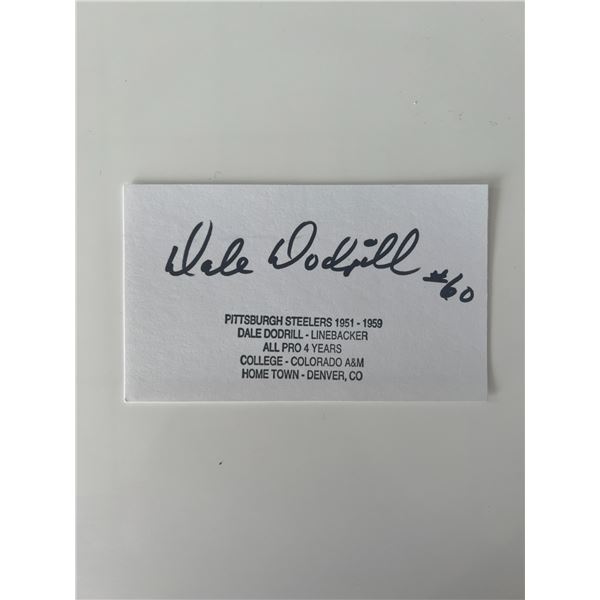 Dale Dodrill #60
PITTSBURGH STEELERS 1951 - 1959
DALE DODRILL - LINEBACKER
ALL PRO 4 YEARS
COLLEGE - COLORADO A&M
HOME TOWN - DENVER, CO